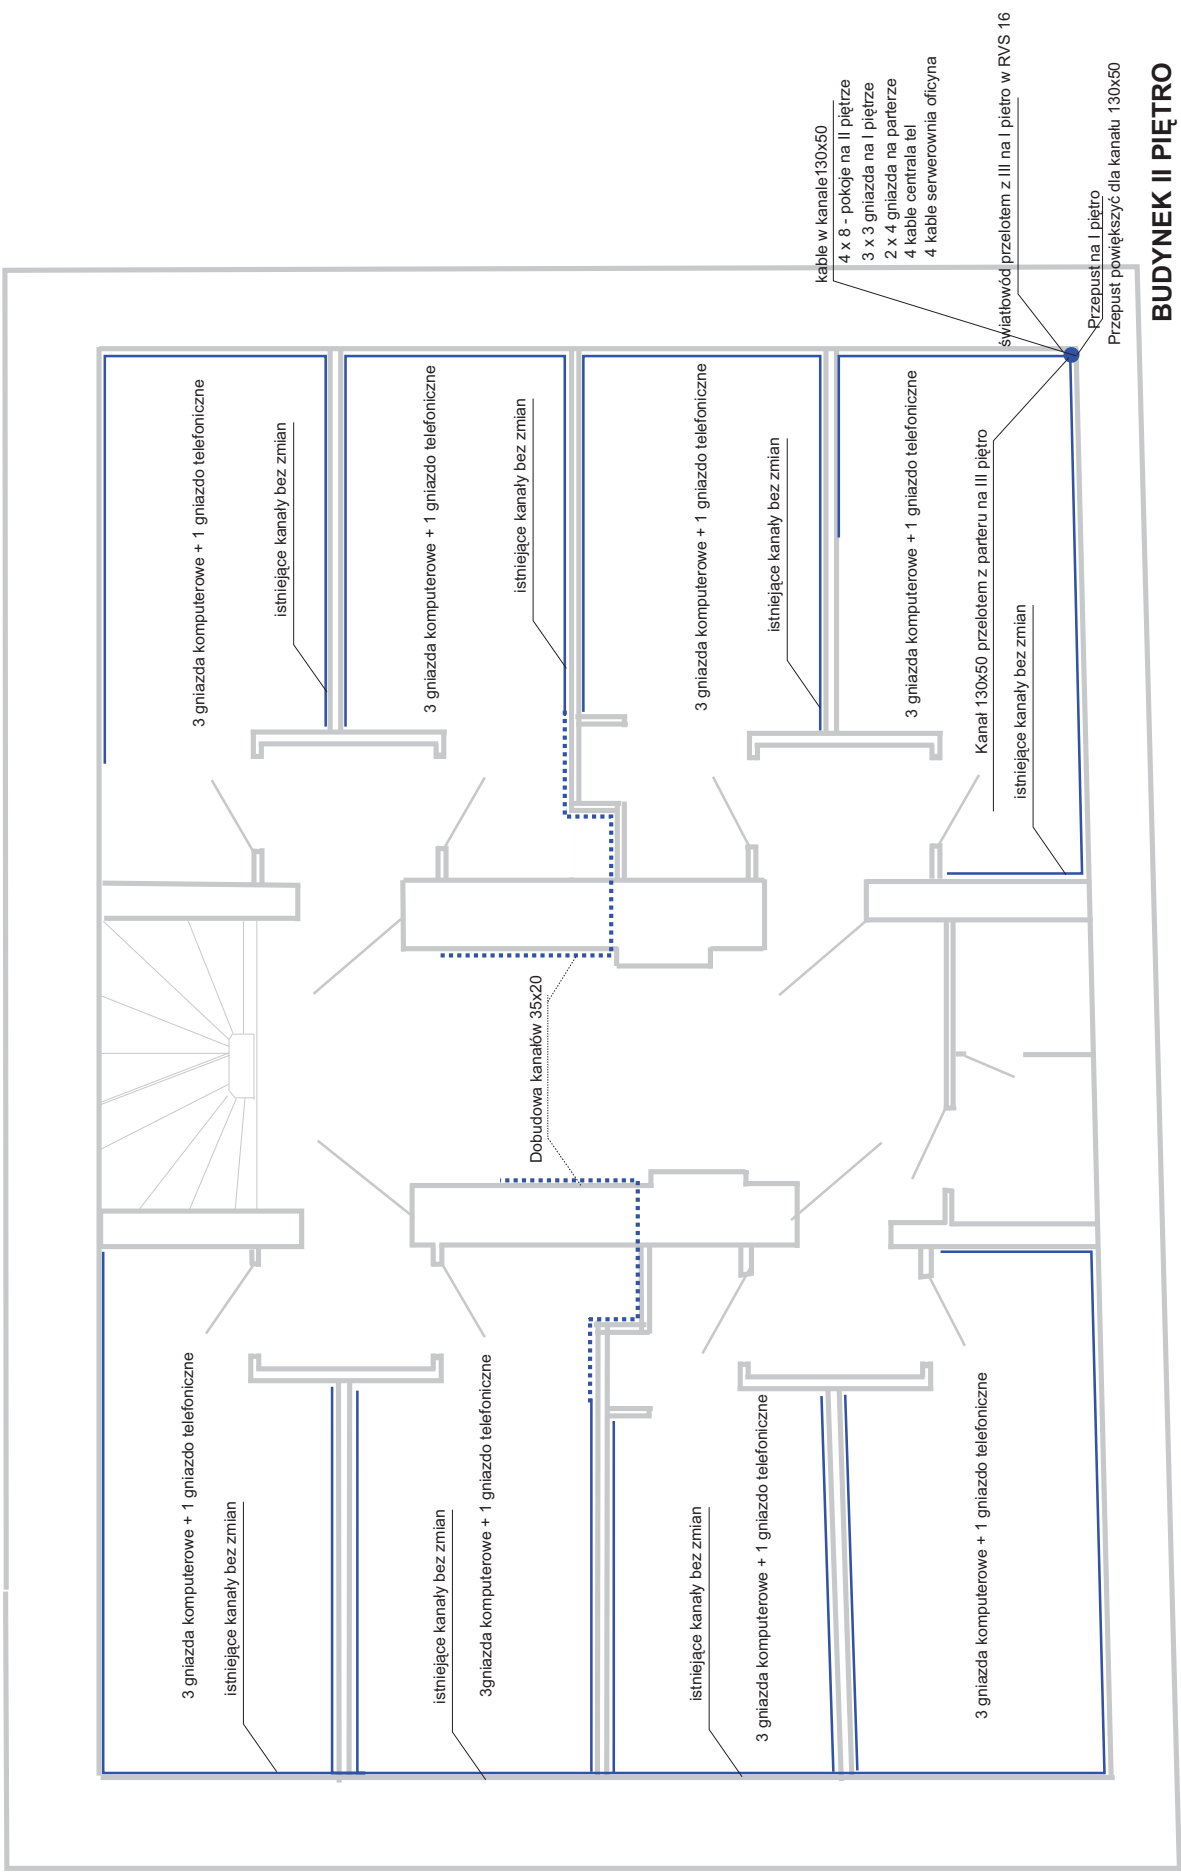 kable w kanale130x50
4 x 8 - pokoje na II piętrze
3 x 3 gniazda na I piętrze
2 x 4 gniazda na parterze
4 kable centrala tel
4 kable serwerownia oficyna
światłowód przelotem z III na I pietro w RVS 16
Przepust na I piętro
Przepust powiększyć dla kanału 130x50
BUDYNEK II PIĘTRO
3 gniazda komputerowe + 1 gniazdo telefoniczne
istniejące kanały bez zmian
3 gniazda komputerowe + 1 gniazdo telefoniczne
istniejące kanały bez zmian
3 gniazda komputerowe + 1 gniazdo telefoniczne
istniejące kanały bez zmian
3 gniazda komputerowe + 1 gniazdo telefoniczne
Kanał 130x50 przelotem z parteru na III piętro
istniejące kanały bez zmian
Dobudowa kanałów 35x20
3 gniazda komputerowe + 1 gniazdo telefoniczne
istniejące kanały bez zmian
istniejące kanały bez zmian
3gniazda komputerowe + 1 gniazdo telefoniczne
istniejące kanały bez zmian
3 gniazda komputerowe + 1 gniazdo telefoniczne
3 gniazda komputerowe + 1 gniazdo telefoniczne